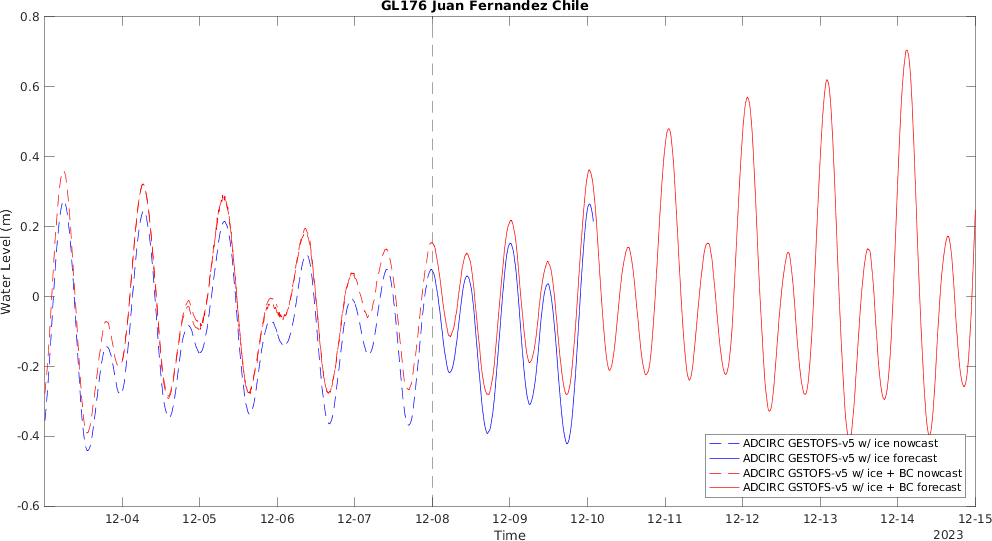 GL176 Juan Fernandez Chile
0.8
0.6
0.4
0.2
0
-0.2
-0.4
-0.6
Water Level (m)
ADCIRC GESTOFS-v5 w/ ice nowcast
ADCIRC GESTOFS-v5 w/ ice forecast
ADCIRC GSTOFS-v5 w/ ice + BC nowcast
ADCIRC GSTOFS-v5 w/ ice + BC forecast
12-04 12-05 12-06 12-07 12-08 12-09 12-10 12-11 12-12 12-13 12-14 12-15
Time
2023